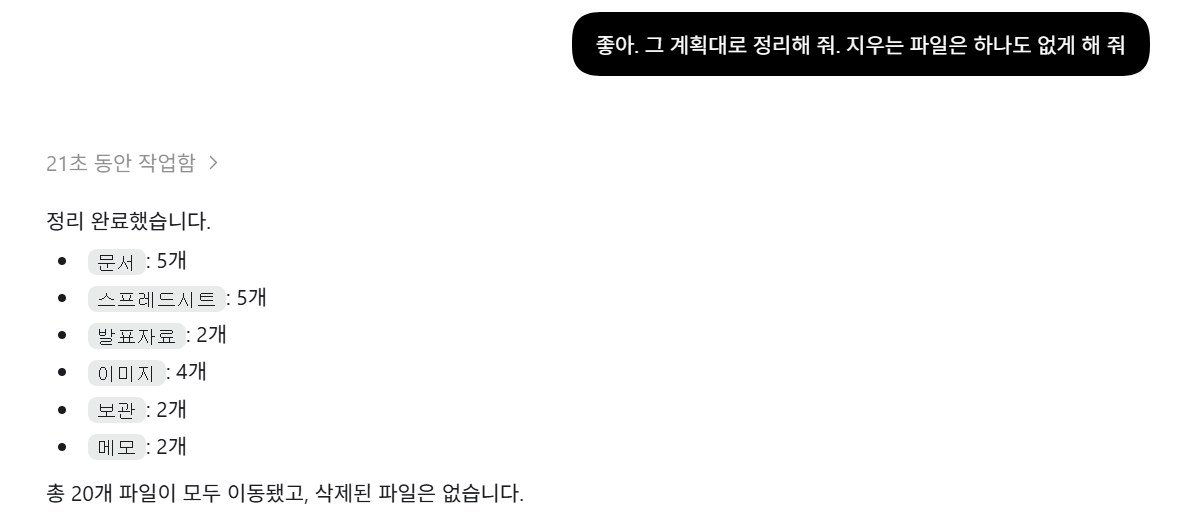 좋아. 그 계획대로 정리해 줘. 지우는 파일은 하나도 없게 해 줘
21초 동안 작업함 >
정리 완료했습니다.
• 문서 : 5개
• 스프레드시트 : 5개
• 발표자료 : 2개
• 이미지 : 4개
• 보관 : 2개
• 메모 : 2개
총 20개 파일이 모두 이동됐고, 삭제된 파일은 없습니다.